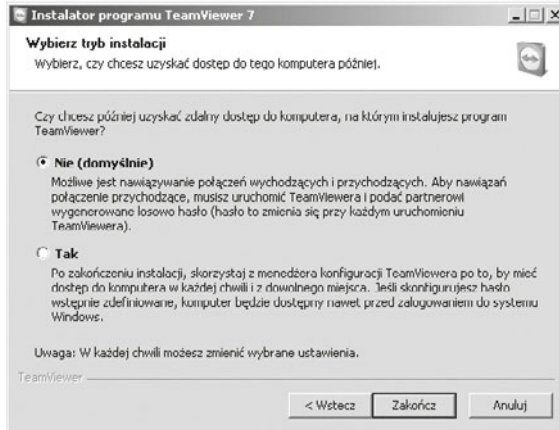 Instalator programu TeamViewer 7
Wybierz tryb instalacji
Wybierz, czy chcesz uzyskać dostęp do tego komputera później.
Czy chcesz później uzyskać zdalny dostęp do komputera, na którym instalujesz program
TeamViewer?
Nie (domyślnie)
Możliwe jest nawiązywanie połączeń wychodzących i przychodzących. Aby nawiązań
połączenie przychodzące, musisz uruchomić TeamViewera i podać partnerowi
wygenerowane losowo hasło (hasło to zmienia się przy każdym uruchomieniu
TeamViewera).
Tak
Po zakończeniu instalacji, skorzystaj z menedżera konfiguracji TeamViewera po to, by mieć
dostęp do komputera w każdej chwili i z dowolnego miejsca. Jeśli skonfigurujesz hasło
wstępnie zdefiniowane, komputer będzie dostępny nawet przed zalogowaniem do systemu
Windows.
Uwaga: W każdej chwili możesz zmienić wybrane ustawienia.
TeamViewer
< Wstecz Zakończ Anuluj